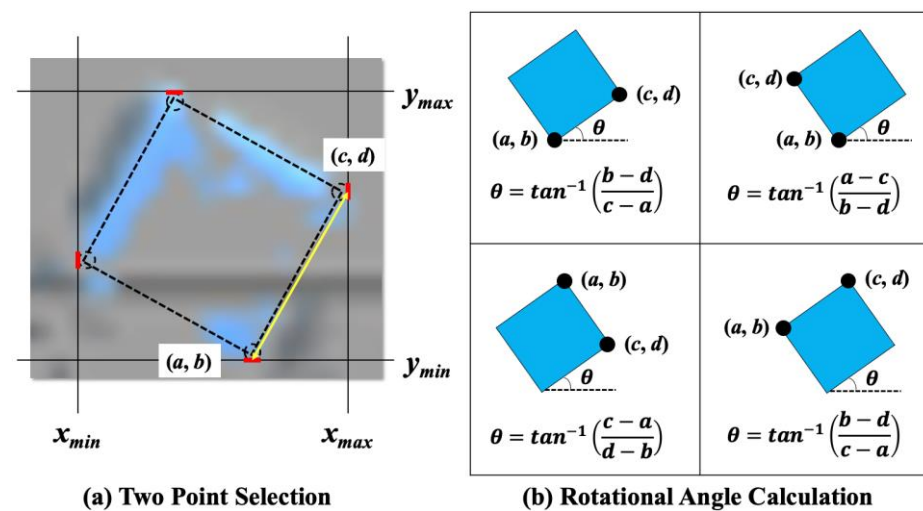 y_max
(c, d)
(a, b)
y_min
x_min
x_max
(a) Two Point Selection
(c, d)
(a, b)
θ
θ = tan⁻¹((b − d)/(c − a))
(c, d)
(a, b)
θ
θ = tan⁻¹((a − c)/(b − d))
(a, b)
(c, d)
θ
θ = tan⁻¹((c − a)/(d − b))
(c, d)
(a, b)
θ
θ = tan⁻¹((b − d)/(c − a))
(b) Rotational Angle Calculation